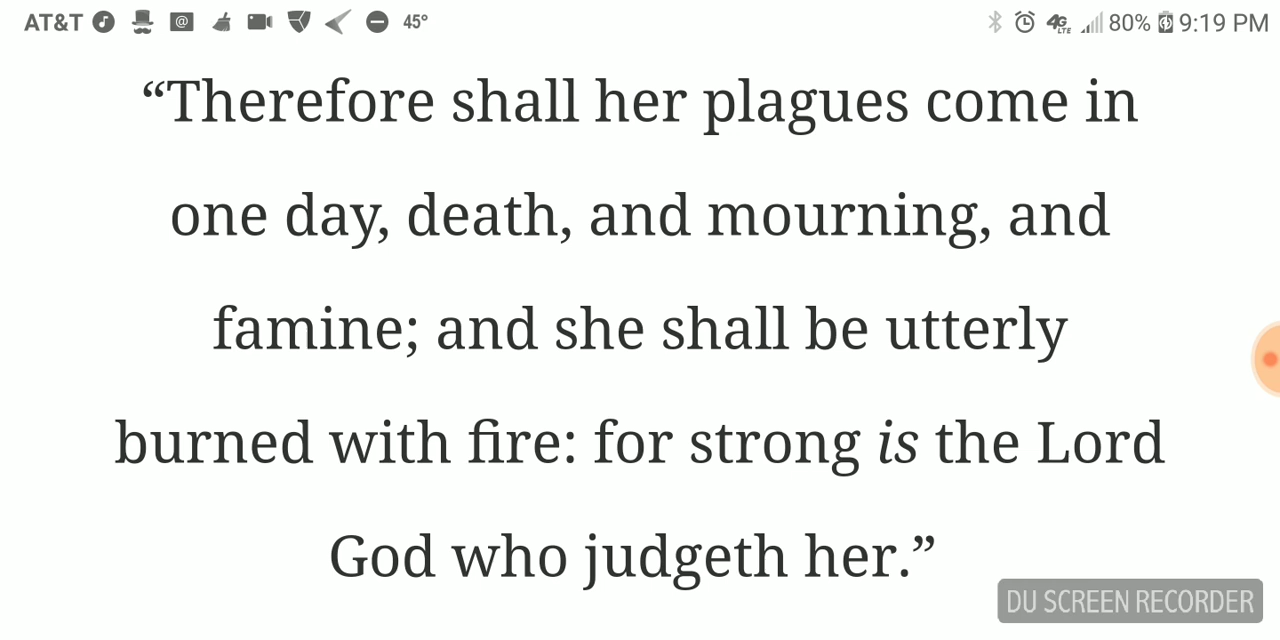 AT&T 45° 4G LTE 80% 9:19 PM
“Therefore shall her plagues come in
one day, death, and mourning, and
famine; and she shall be utterly
burned with fire: for strong is the Lord
God who judgeth her.”
DU SCREEN RECORDER